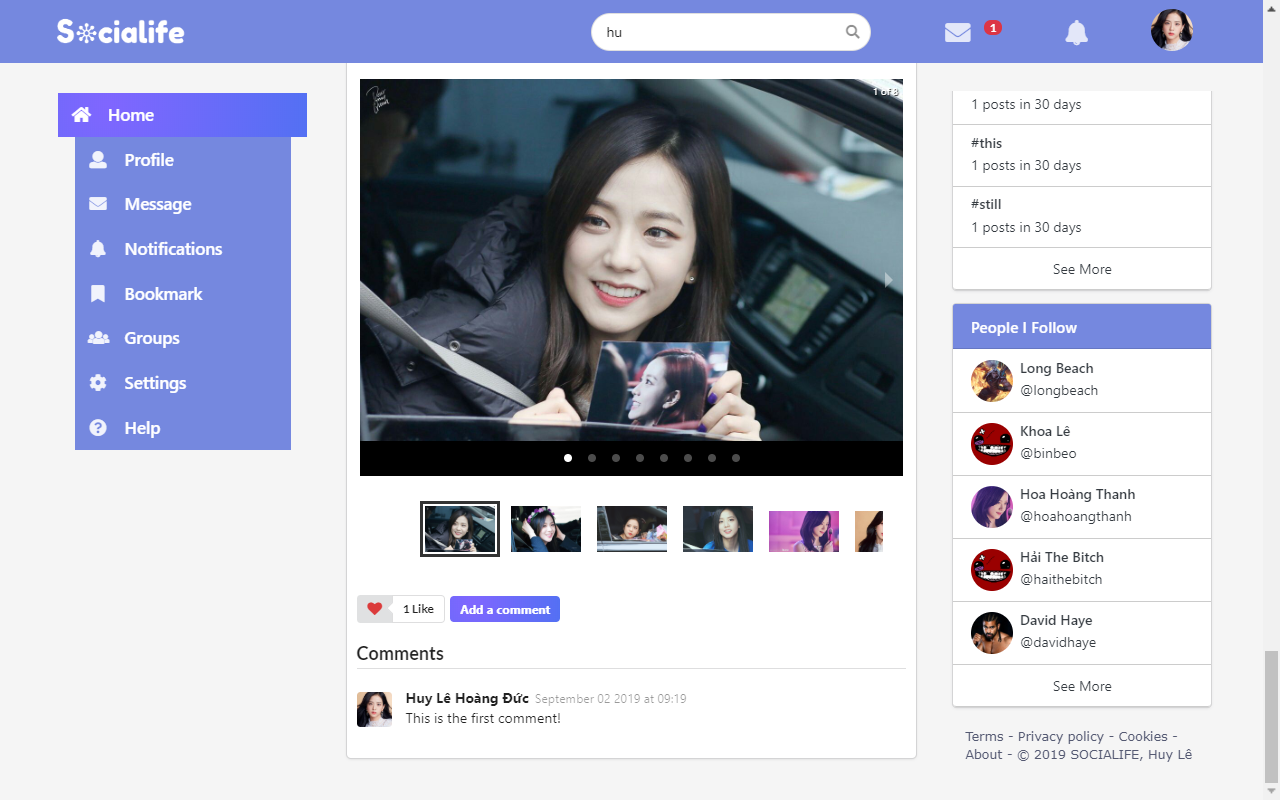 Socialife
hu
1
Home
Profile
Message
Notifications
Bookmark
Groups
Settings
Help
1 of 8
1 Like
Add a comment
Comments
Huy Lê Hoàng Đức September 02 2019 at 09:19
This is the first comment!
1 posts in 30 days
#this
1 posts in 30 days
#still
1 posts in 30 days
See More
People I Follow
Long Beach
@longbeach
Khoa Lê
@binbeo
Hoa Hoàng Thanh
@hoahoangthanh
Hải The Bitch
@haithebitch
David Haye
@davidhaye
See More
Terms - Privacy policy - Cookies -
About - © 2019 SOCIALIFE, Huy Lê